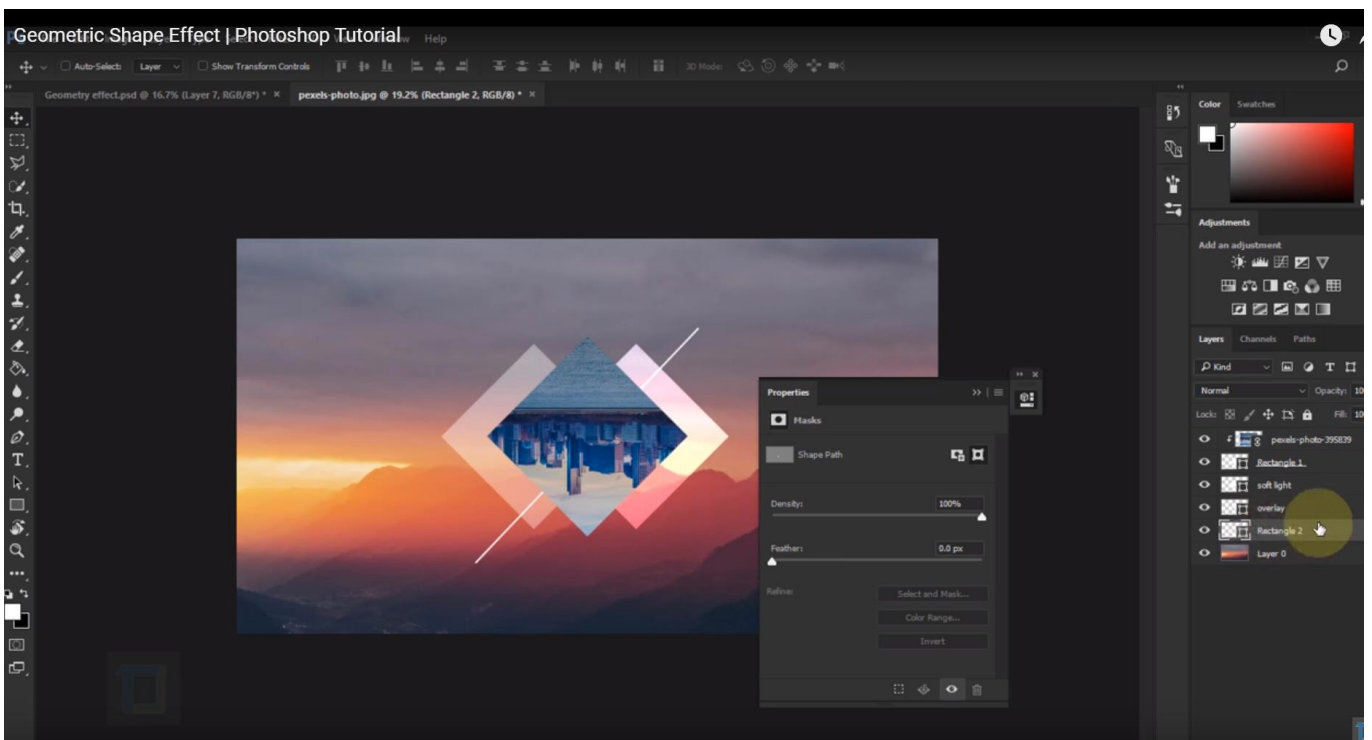 Geometric Shape Effect | Photoshop Tutorial
Help
Auto-Select: Layer Show Transform Controls 3D Mode:
Geometry effect.psd @ 16.7% (Layer 7, RGB/8*) * × pexels-photo.jpg @ 19.2% (Rectangle 2, RGB/8) * ×
Color Swatches
Adjustments
Add an adjustment
Layers Channels Paths
Kind
Normal Opacity: 10
Lock: Fill: 10
pexels-photo-395839
Rectangle 1
soft light
overlay
Rectangle 2
Layer 0
Properties
Masks
Shape Path
Density: 100%
Feather: 0.0 px
Refine: Select and Mask...
Color Range...
Invert